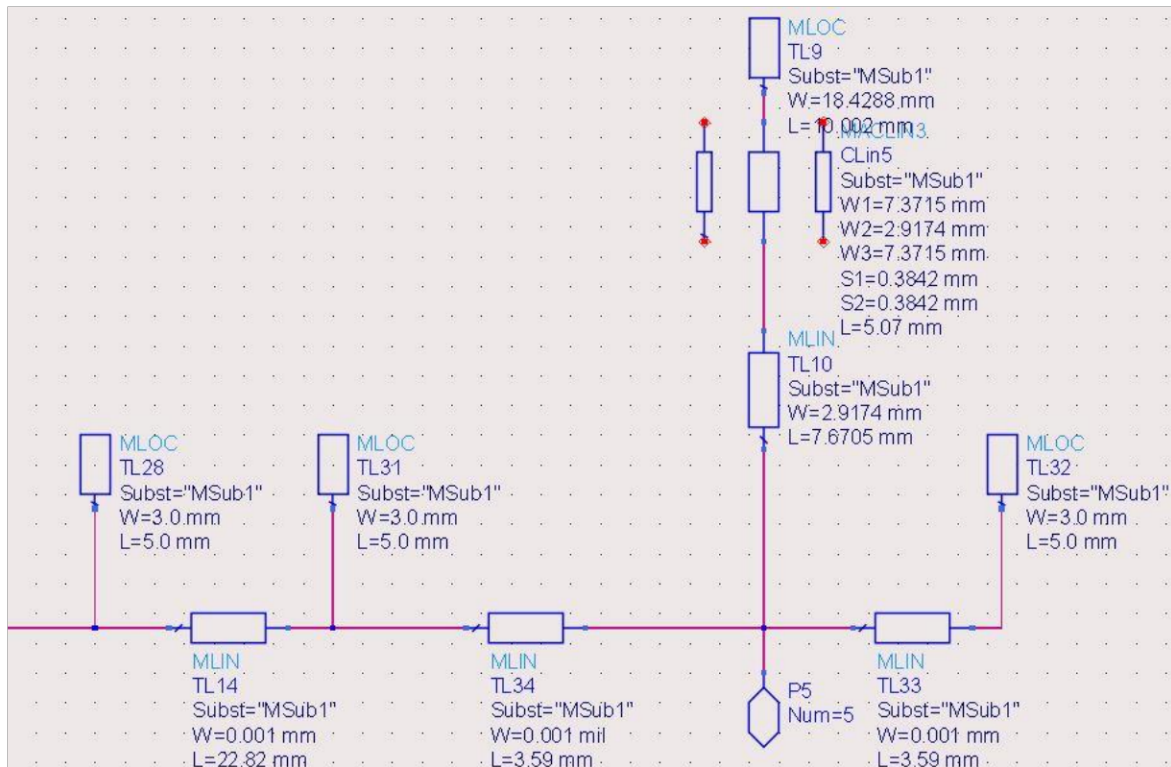 MLOC
TL9
Subst="MSub1"
W=18.4288 mm
L=10.002 mm
MACLIN3
CLin5
Subst="MSub1"
W1=7.3715 mm
W2=2.9174 mm
W3=7.3715 mm
S1=0.3842 mm
S2=0.3842 mm
L=5.07 mm
MLIN
TL10
Subst="MSub1"
W=2.9174 mm
L=7.6705 mm
MLOC
TL28
Subst="MSub1"
W=3.0 mm
L=5.0 mm
MLOC
TL31
Subst="MSub1"
W=3.0 mm
L=5.0 mm
MLOC
TL32
Subst="MSub1"
W=3.0 mm
L=5.0 mm
MLIN
TL14
Subst="MSub1"
W=0.001 mm
L=22.82 mm
MLIN
TL34
Subst="MSub1"
W=0.001 mil
L=3.59 mm
P5
Num=5
MLIN
TL33
Subst="MSub1"
W=0.001 mm
L=3.59 mm